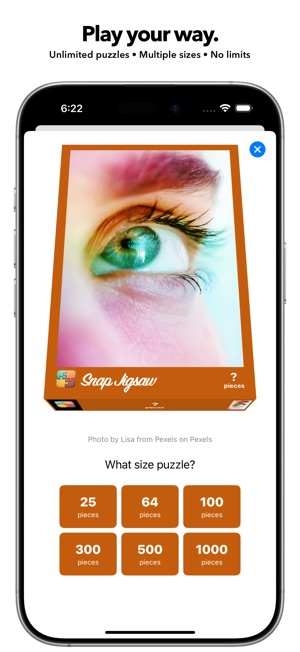 Play your way.
Unlimited puzzles • Multiple sizes • No limits
6:22
Snap Jigsaw
?
pieces
Photo by Lisa from Pexels on Pexels
What size puzzle?
25 64 100
pieces pieces pieces
300 500 1000
pieces pieces pieces